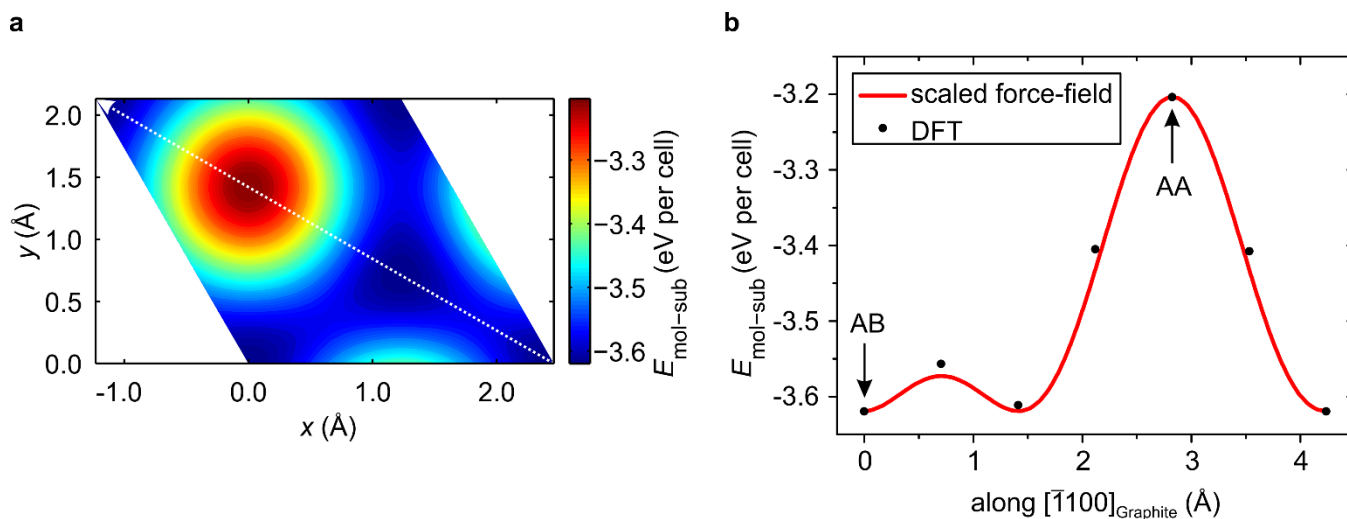 a
2.0
1.5
1.0
0.5
0.0
y (Å)
-1.0
0.0
1.0
2.0
x (Å)
−3.3
−3.4
−3.5
−3.6
E_mol−sub (eV per cell)
b
-3.2
-3.3
-3.4
-3.5
-3.6
E_mol−sub (eV per cell)
scaled force-field
DFT
AB
AA
0
1
2
3
4
along [1̅100]_Graphite (Å)